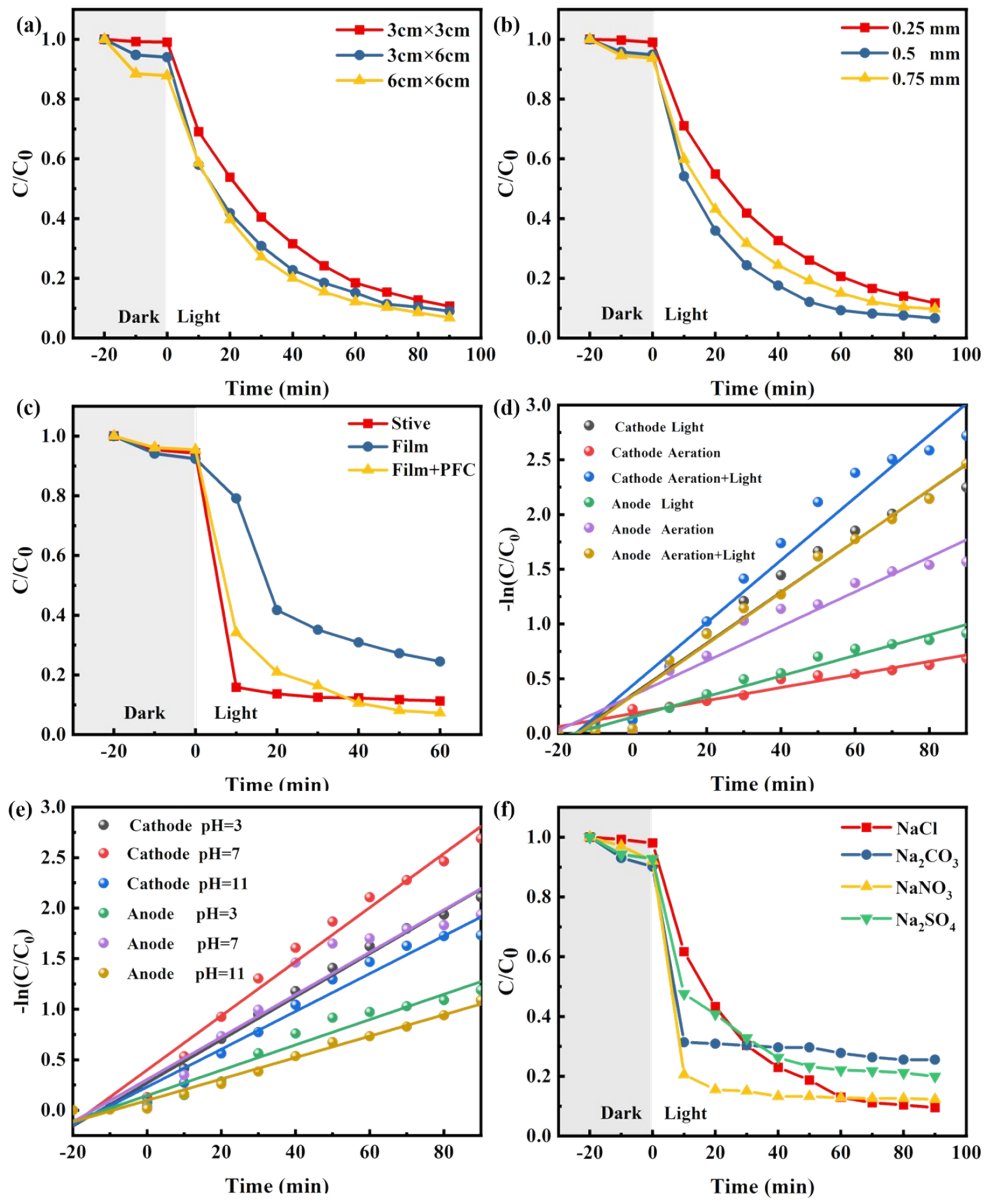 (a)
3cm×3cm
3cm×6cm
6cm×6cm
C/C0
1.0
0.8
0.6
0.4
0.2
0.0
Dark
Light
-20 0 20 40 60 80 100
Time (min)
(b)
0.25 mm
0.5 mm
0.75 mm
C/C0
1.0
0.8
0.6
0.4
0.2
0.0
Dark
Light
-20 0 20 40 60 80 100
Time (min)
(c)
Stive
Film
Film+PFC
C/C0
1.0
0.8
0.6
0.4
0.2
0.0
Dark
Light
-20 0 20 40 60
Time (min)
(d)
Cathode Light
Cathode Aeration
Cathode Aeration+Light
Anode Light
Anode Aeration
Anode Aeration+Light
-ln(C/C0)
3.0
2.5
2.0
1.5
1.0
0.5
0.0
-20 0 20 40 60 80
Time (min)
(e)
Cathode pH=3
Cathode pH=7
Cathode pH=11
Anode pH=3
Anode pH=7
Anode pH=11
-ln(C/C0)
3.0
2.5
2.0
1.5
1.0
0.5
0.0
-20 0 20 40 60 80
Time (min)
(f)
NaCl
Na2CO3
NaNO3
Na2SO4
C/C0
1.0
0.8
0.6
0.4
0.2
0.0
Dark
Light
-20 0 20 40 60 80 100
Time (min)